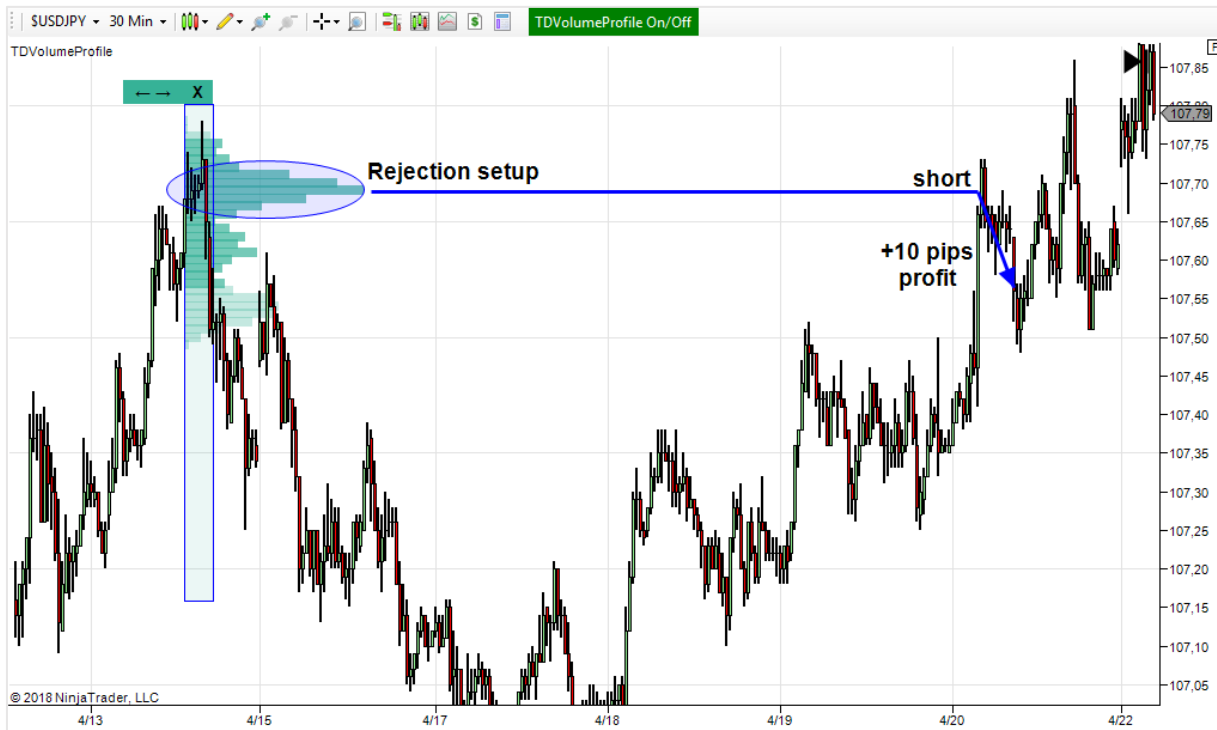 $USDJPY 30 Min TDVolumeProfile On/Off
TDVolumeProfile
F
← → X
107,85
107,80
107,79
107,75
Rejection setup
short
107,70
107,65
+10 pips
profit
107,60
107,55
107,50
107,45
107,40
107,35
107,30
107,25
107,20
107,15
107,10
107,05
© 2018 NinjaTrader, LLC
4/13 4/15 4/17 4/18 4/19 4/20 4/22